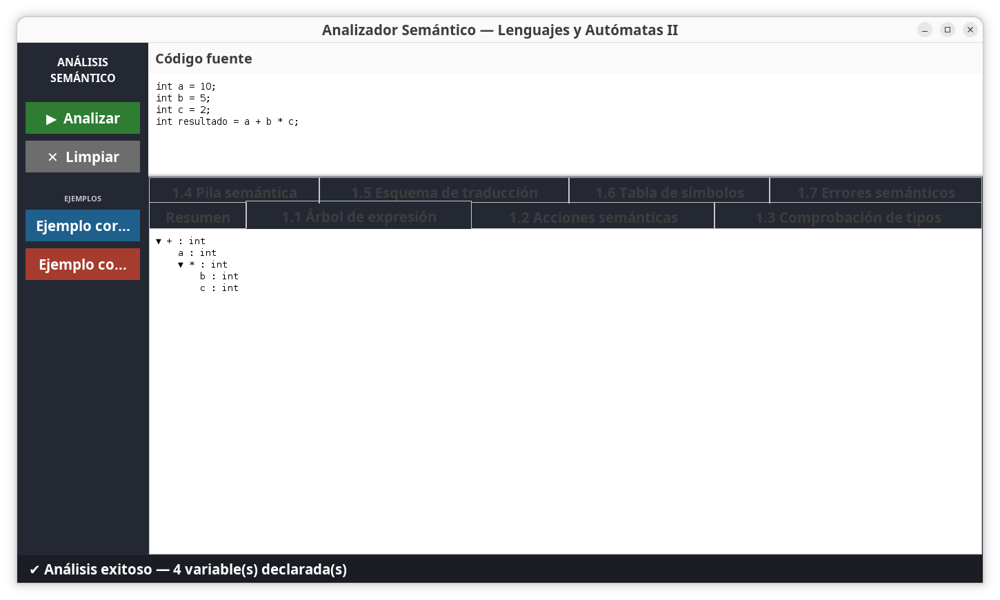 Analizador Semántico — Lenguajes y Autómatas II
ANÁLISIS
SEMÁNTICO
▶ Analizar
✕ Limpiar
EJEMPLOS
Ejemplo cor...
Ejemplo co...
Código fuente
int a = 10;
int b = 5;
int c = 2;
int resultado = a + b * c;
1.4 Pila semántica
1.5 Esquema de traducción
1.6 Tabla de símbolos
1.7 Errores semánticos
Resumen
1.1 Árbol de expresión
1.2 Acciones semánticas
1.3 Comprobación de tipos
▼ + : int
a : int
▼ * : int
b : int
c : int
✔ Análisis exitoso — 4 variable(s) declarada(s)